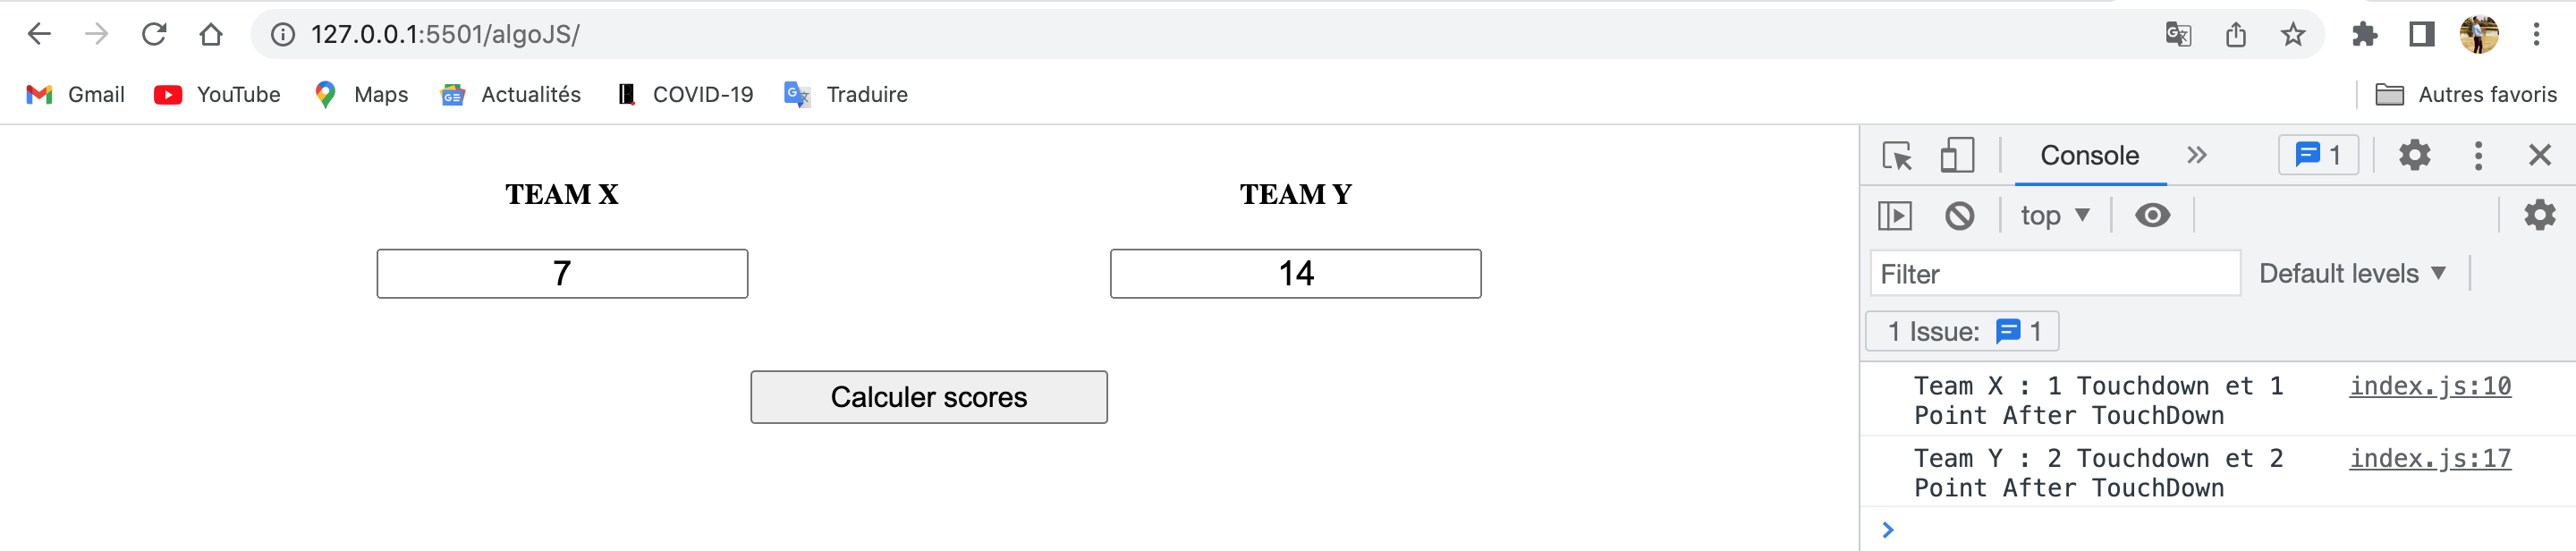 127.0.0.1:5501/algoJS/
Gmail YouTube Maps Actualités COVID-19 Traduire Autres favoris
TEAM X TEAM Y
7 14
Calculer scores
Console 1
top
Filter Default levels
1 Issue: 1
Team X : 1 Touchdown et 1 index.js:10
Point After TouchDown
Team Y : 2 Touchdown et 2 index.js:17
Point After TouchDown